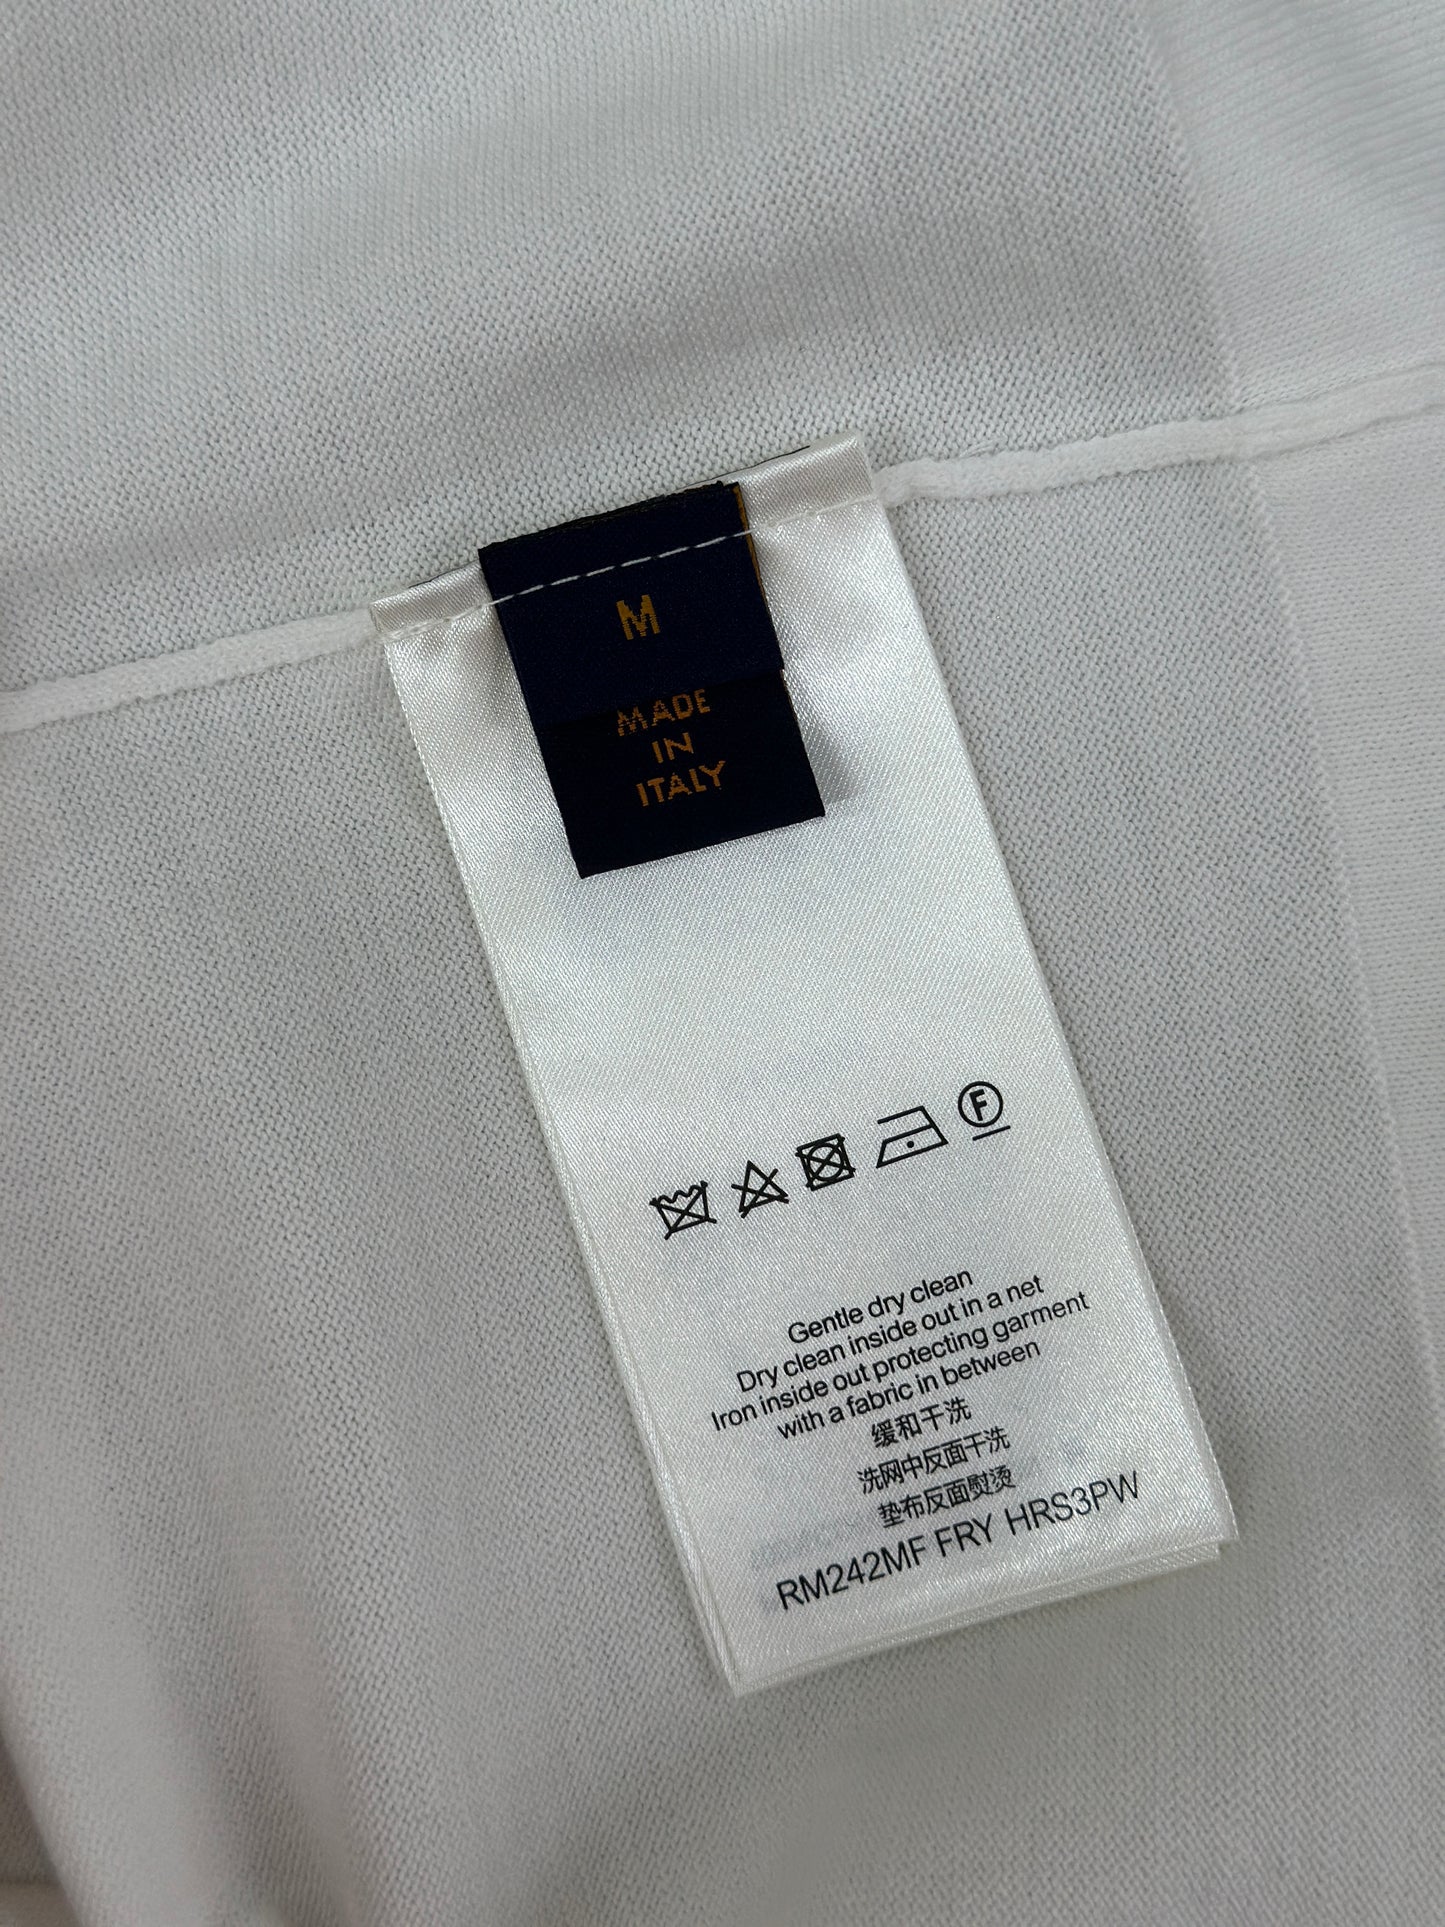 M
MADE
IN
ITALY
F
Gentle dry clean
Dry clean inside out in a net
Iron inside out protecting garment
with a fabric in between
缓和干洗
洗网中反面干洗
垫布反面熨烫
RM242MF FRY HRS3PW